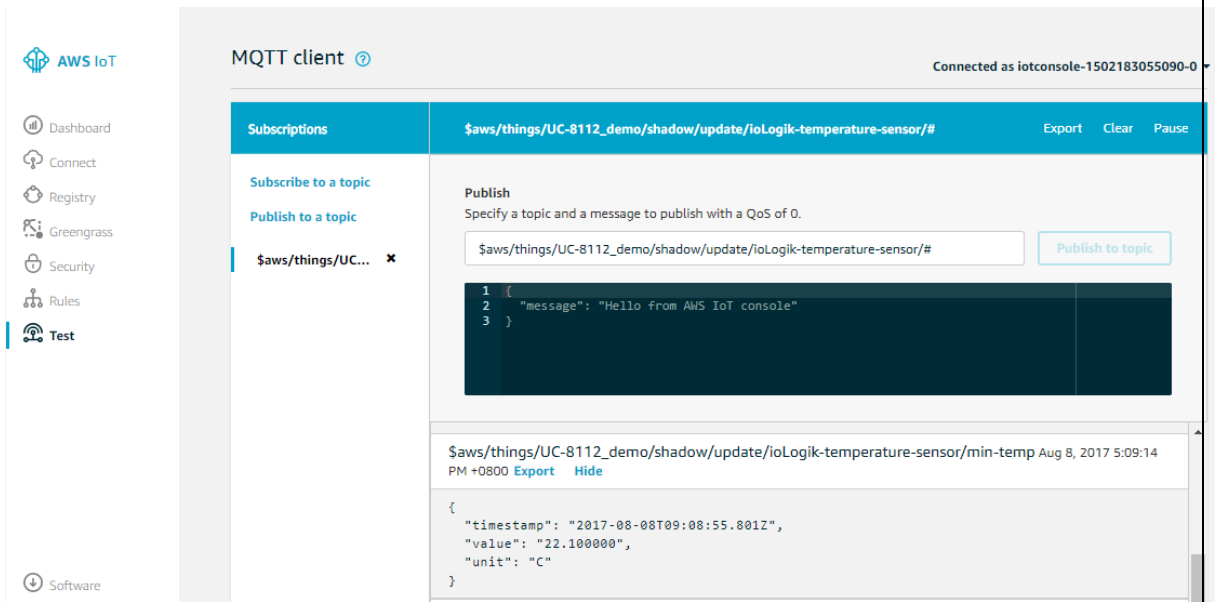 AWS IoT
Dashboard
Connect
Registry
Greengrass
Security
Rules
Test
Software
MQTT client ?
Connected as iotconsole-1502183055090-0
Subscriptions
Subscribe to a topic
Publish to a topic
$aws/things/UC... ✖
$aws/things/UC-8112_demo/shadow/update/ioLogik-temperature-sensor/#
Export Clear Pause
Publish
Specify a topic and a message to publish with a QoS of 0.
$aws/things/UC-8112_demo/shadow/update/ioLogik-temperature-sensor/#
Publish to topic
1 {
2 "message": "Hello from AWS IoT console"
3 }
$aws/things/UC-8112_demo/shadow/update/ioLogik-temperature-sensor/min-temp Aug 8, 2017 5:09:14
PM +0800 Export Hide
{
"timestamp": "2017-08-08T09:08:55.801Z",
"value": "22.100000",
"unit": "C"
}